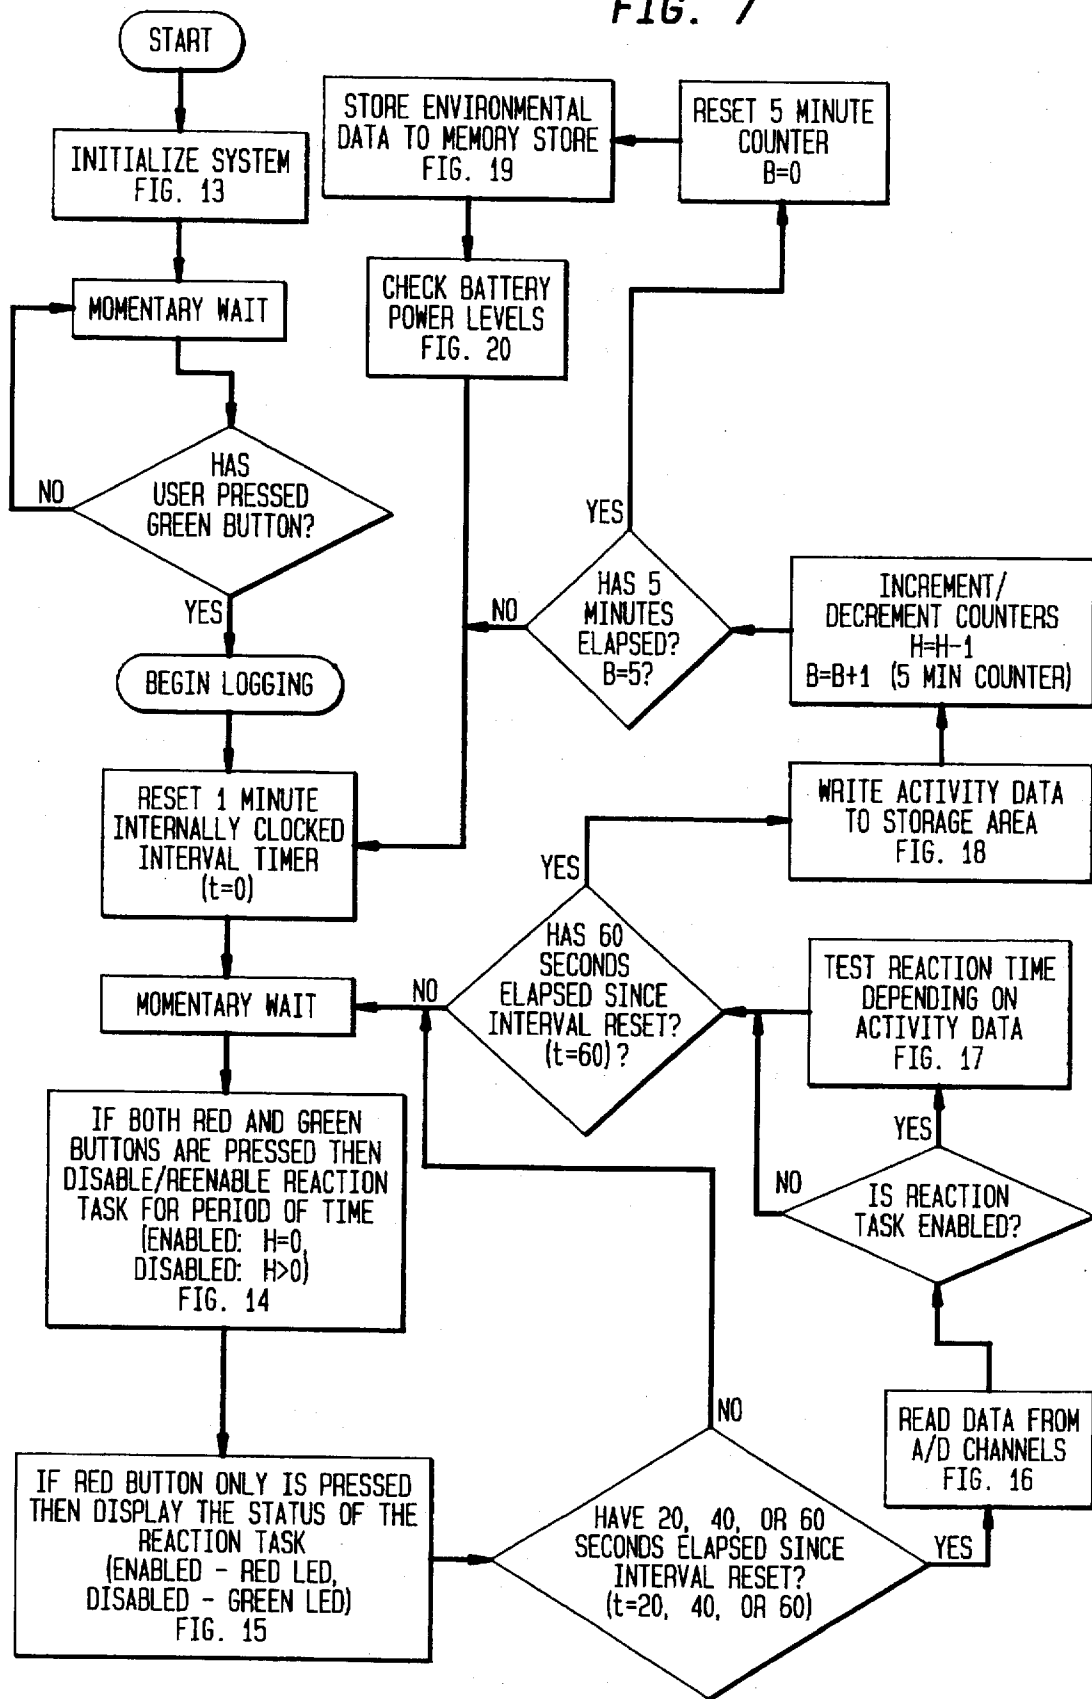 FIG. 7
START
INITIALIZE SYSTEM
FIG. 13
MOMENTARY WAIT
HAS
USER PRESSED
GREEN BUTTON?
NO
YES
BEGIN LOGGING
RESET 1 MINUTE
INTERNALLY CLOCKED
INTERVAL TIMER
(t=0)
MOMENTARY WAIT
IF BOTH RED AND GREEN
BUTTONS ARE PRESSED THEN
DISABLE/REENABLE REACTION
TASK FOR PERIOD OF TIME
(ENABLED: H=0,
DISABLED: H>0)
FIG. 14
IF RED BUTTON ONLY IS PRESSED
THEN DISPLAY THE STATUS OF THE
REACTION TASK
(ENABLED - RED LED,
DISABLED - GREEN LED)
FIG. 15
HAVE 20, 40, OR 60
SECONDS ELAPSED SINCE
INTERVAL RESET?
(t=20, 40, OR 60)
NO
YES
READ DATA FROM
A/D CHANNELS
FIG. 16
IS REACTION
TASK ENABLED?
NO
YES
TEST REACTION TIME
DEPENDING ON
ACTIVITY DATA
FIG. 17
HAS 60
SECONDS
ELAPSED SINCE
INTERVAL RESET?
(t=60)?
NO
YES
WRITE ACTIVITY DATA
TO STORAGE AREA
FIG. 18
INCREMENT/
DECREMENT COUNTERS
H=H-1
B=B+1 (5 MIN COUNTER)
HAS 5
MINUTES
ELAPSED?
B=5?
NO
YES
RESET 5 MINUTE
COUNTER
B=0
STORE ENVIRONMENTAL
DATA TO MEMORY STORE
FIG. 19
CHECK BATTERY
POWER LEVELS
FIG. 20